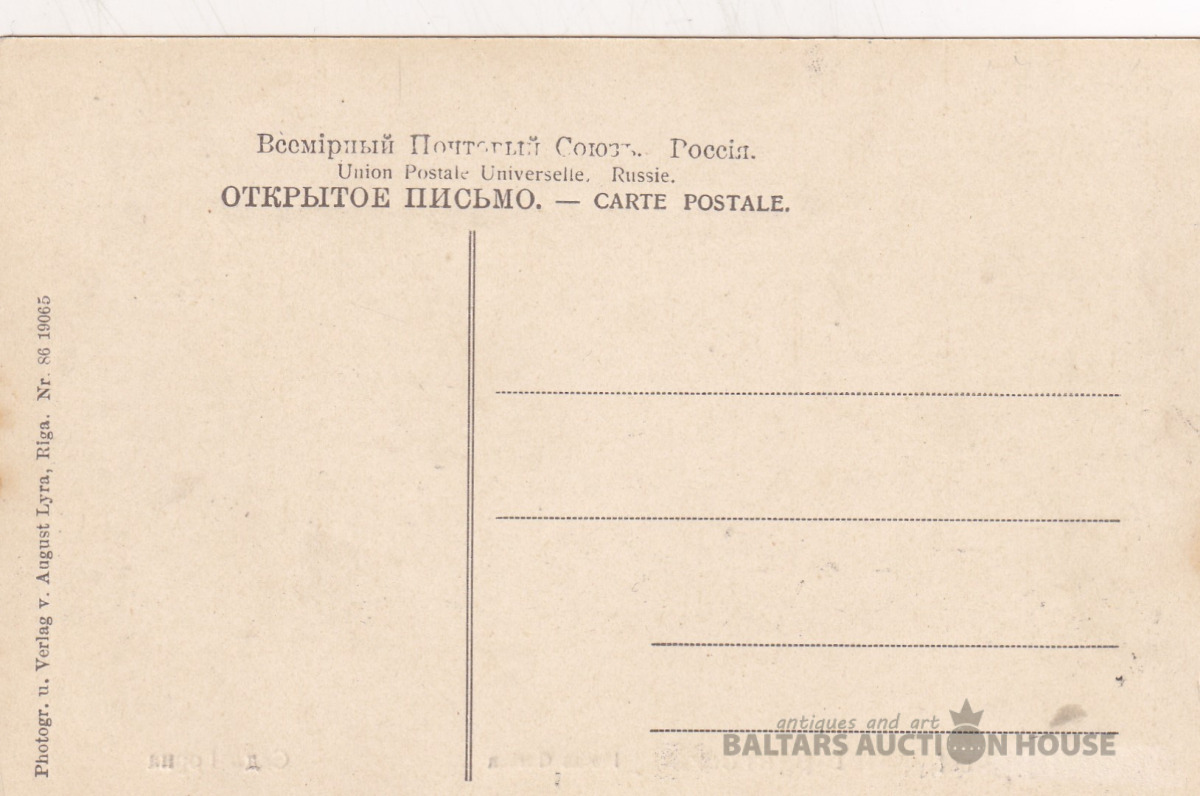 Всемірный Почтовый Союзъ. Россія.
Union Postale Universelle. Russie.
ОТКРЫТОЕ ПИСЬМО. — CARTE POSTALE.
Photogr. u. Verlag v. August Lyra, Riga. Nr. 86 19065
antiques and art
BALTARS AUCTION HOUSE